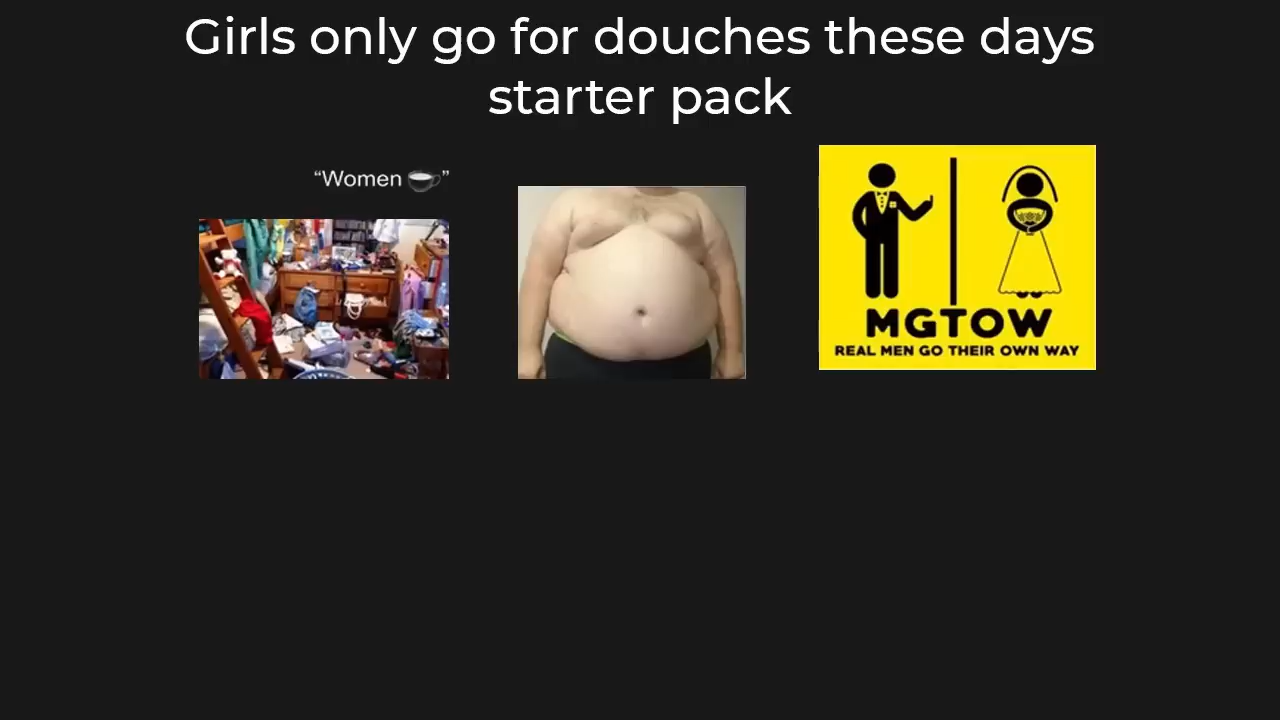 Girls only go for douches these days
starter pack
“Women ☕”
MGTOW
REAL MEN GO THEIR OWN WAY